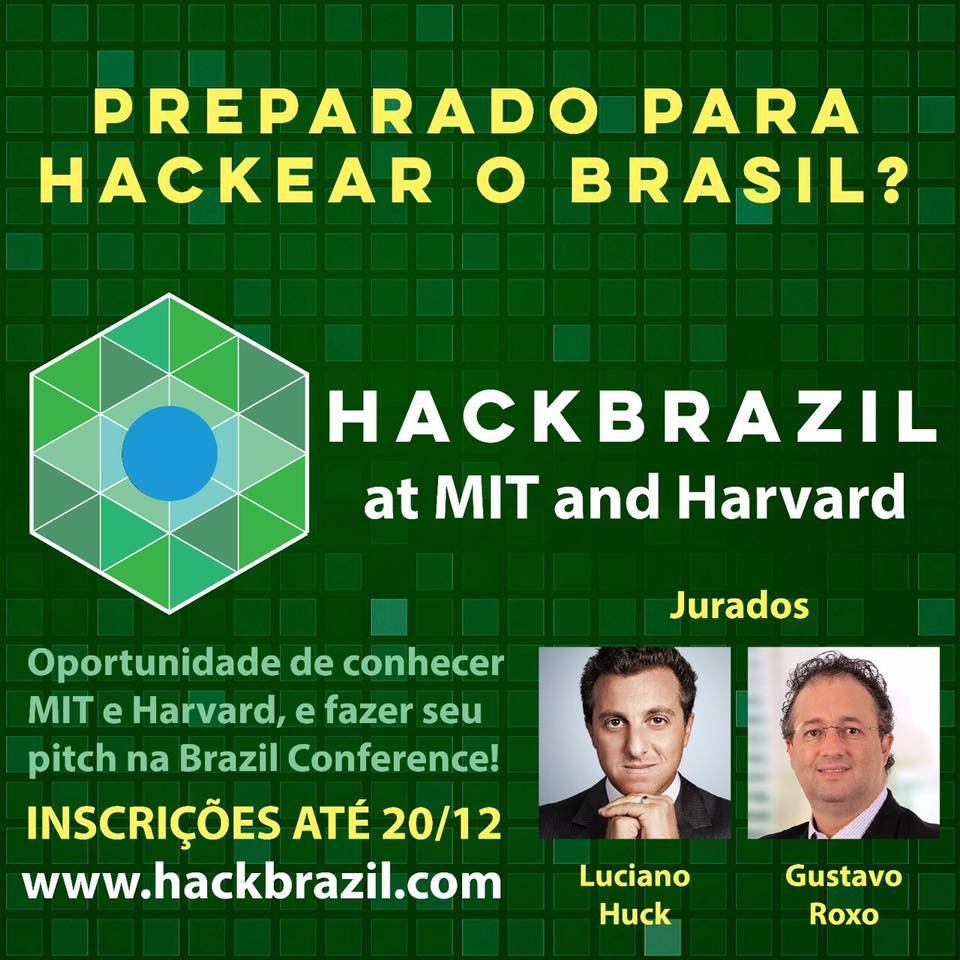 PREPARADO PARA
HACKEAR O BRASIL?
HACKBRAZIL
at MIT and Harvard
Jurados
Oportunidade de conhecer
MIT e Harvard, e fazer seu
pitch na Brazil Conference!
INSCRIÇÕES ATÉ 20/12
www.hackbrazil.com
Luciano
Huck
Gustavo
Roxo